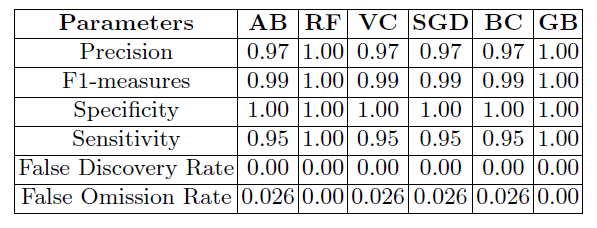 Parameters AB RF VC SGD BC GB
Precision 0.97 1.00 0.97 0.97 0.97 1.00
F1-measures 0.99 1.00 0.99 0.99 0.99 1.00
Specificity 1.00 1.00 1.00 1.00 1.00 1.00
Sensitivity 0.95 1.00 0.95 0.95 0.95 1.00
False Discovery Rate 0.00 0.00 0.00 0.00 0.00 0.00
False Omission Rate 0.026 0.00 0.026 0.026 0.026 0.00